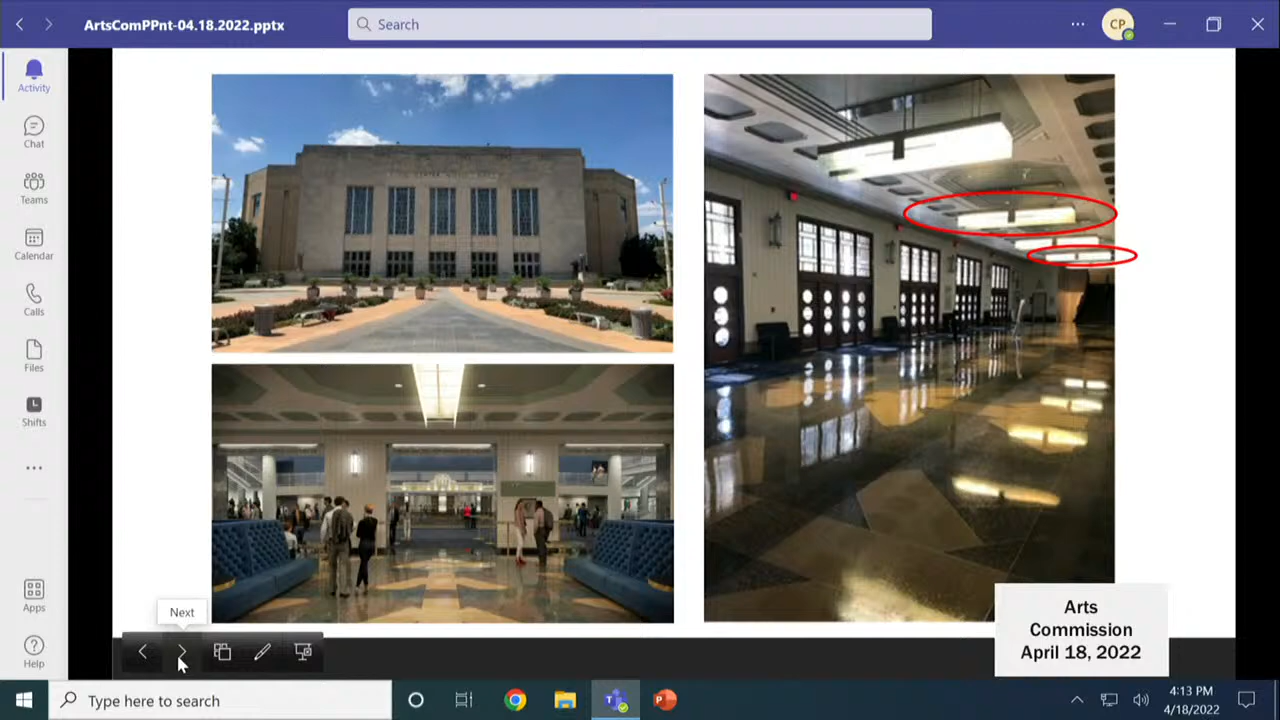 ArtsComPPnt-04.18.2022.pptx
Search
CP
Activity
Chat
Teams
Calendar
Calls
Files
Shifts
Apps
Help
Next
Arts
Commission
April 18, 2022
Type here to search
4:13 PM
4/18/2022